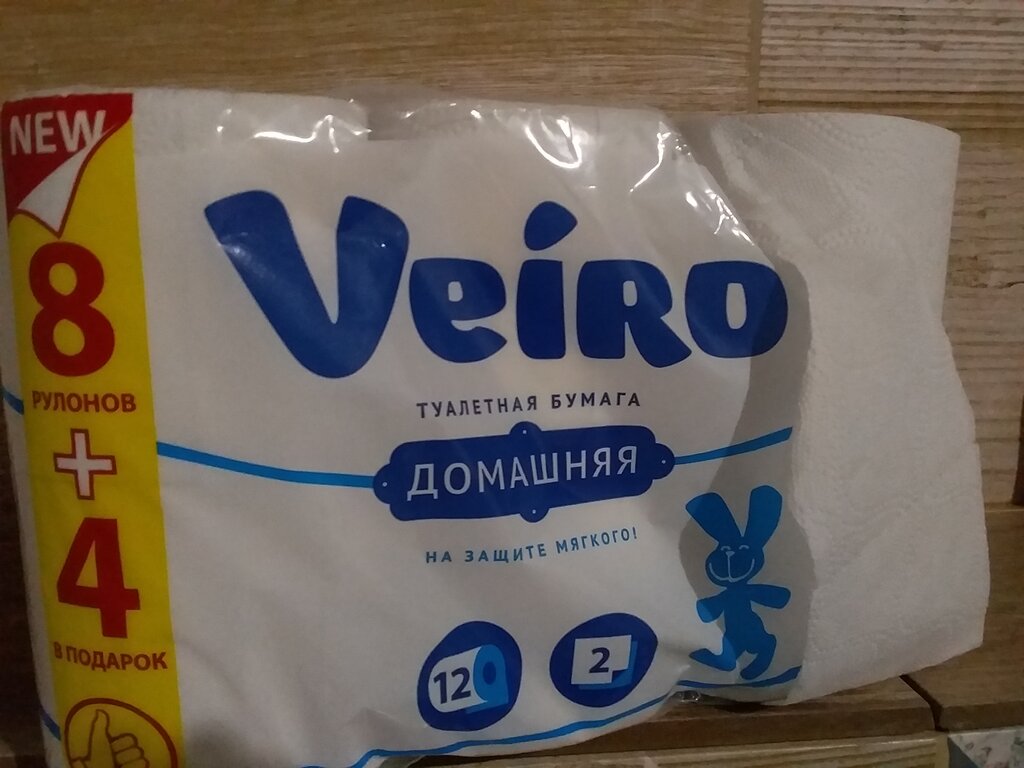 NEW
8
РУЛОНОВ
+
4
В ПОДАРОК
Veiro
ТУАЛЕТНАЯ БУМАГА
ДОМАШНЯЯ
НА ЗАЩИТЕ МЯГКОГО!
12
2